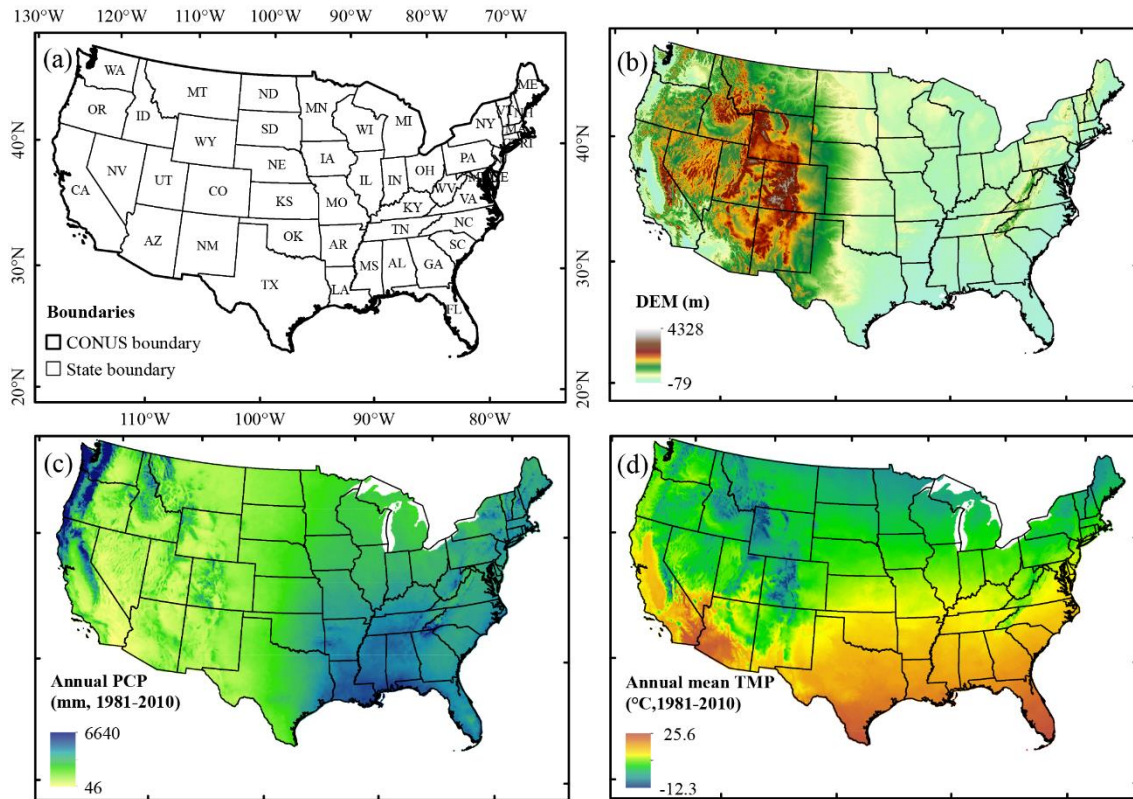 130°W 120°W 110°W 100°W 90°W 80°W 70°W
(a)
WA
MT
ND
MN
ME
OR
ID
SD
WI
MI
NY
WY
IA
PA
NE
NV
UT
CO
IL
IN
OH
WV
VA
CA
KS
MO
KY
NC
TN
AZ
NM
OK
AR
SC
MS
AL
GA
TX
LA
FL
40°N
30°N
20°N
Boundaries
CONUS boundary
State boundary
110°W 100°W 90°W 80°W
(b)
40°N
30°N
20°N
DEM (m)
4328
-79
(c)
Annual PCP
(mm, 1981-2010)
6640
46
(d)
Annual mean TMP
(°C,1981-2010)
25.6
-12.3